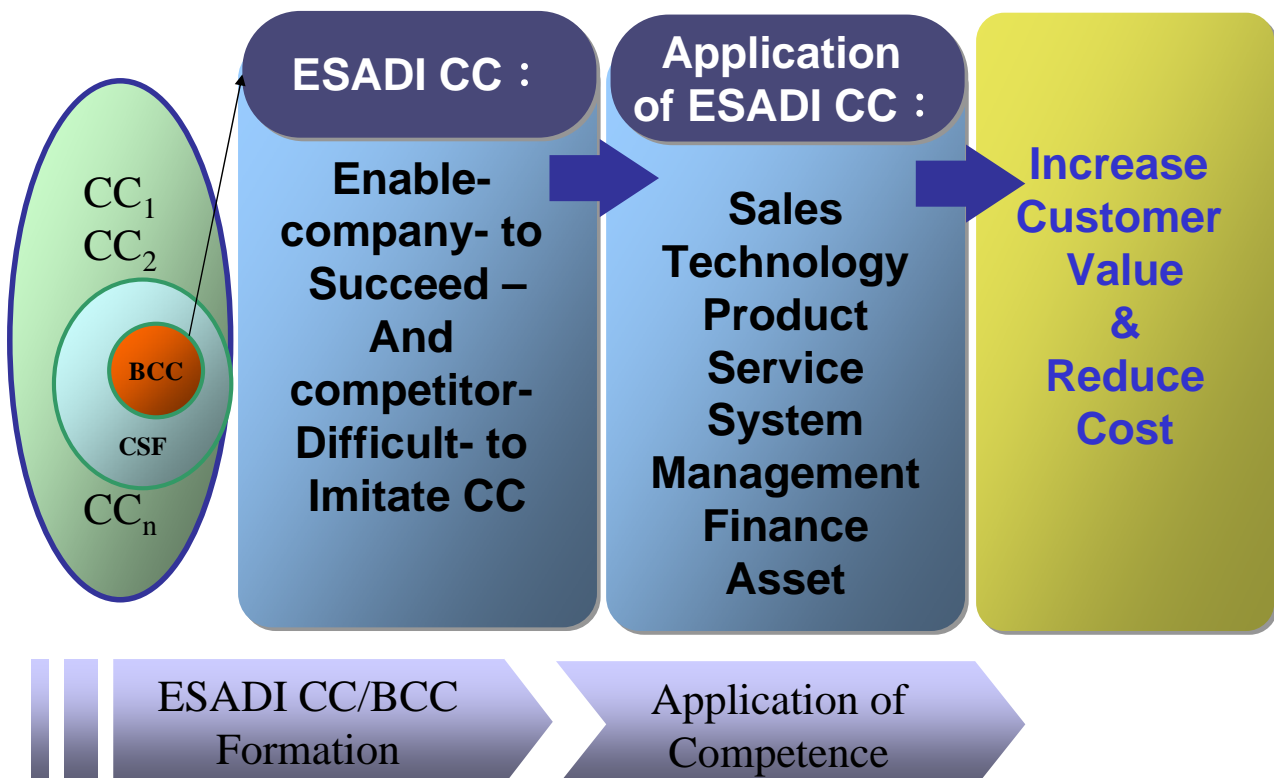 CC₁
CC₂
BCC
CSF
CCₙ
ESADI CC：
Enable-
company- to
Succeed –
And
competitor-
Difficult- to
Imitate CC
Application
of ESADI CC：
Sales
Technology
Product
Service
System
Management
Finance
Asset
Increase
Customer
Value
&
Reduce
Cost
ESADI CC/BCC
Formation
Application of
Competence